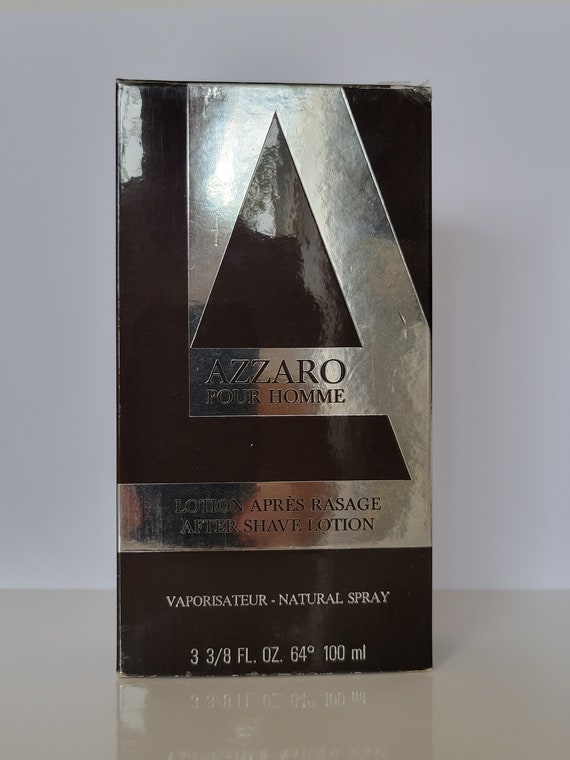 AZZARO
POUR HOMME
LOTION APRÈS RASAGE
AFTER SHAVE LOTION
VAPORISATEUR - NATURAL SPRAY
3 3/8 FL. OZ. 64° 100 ml